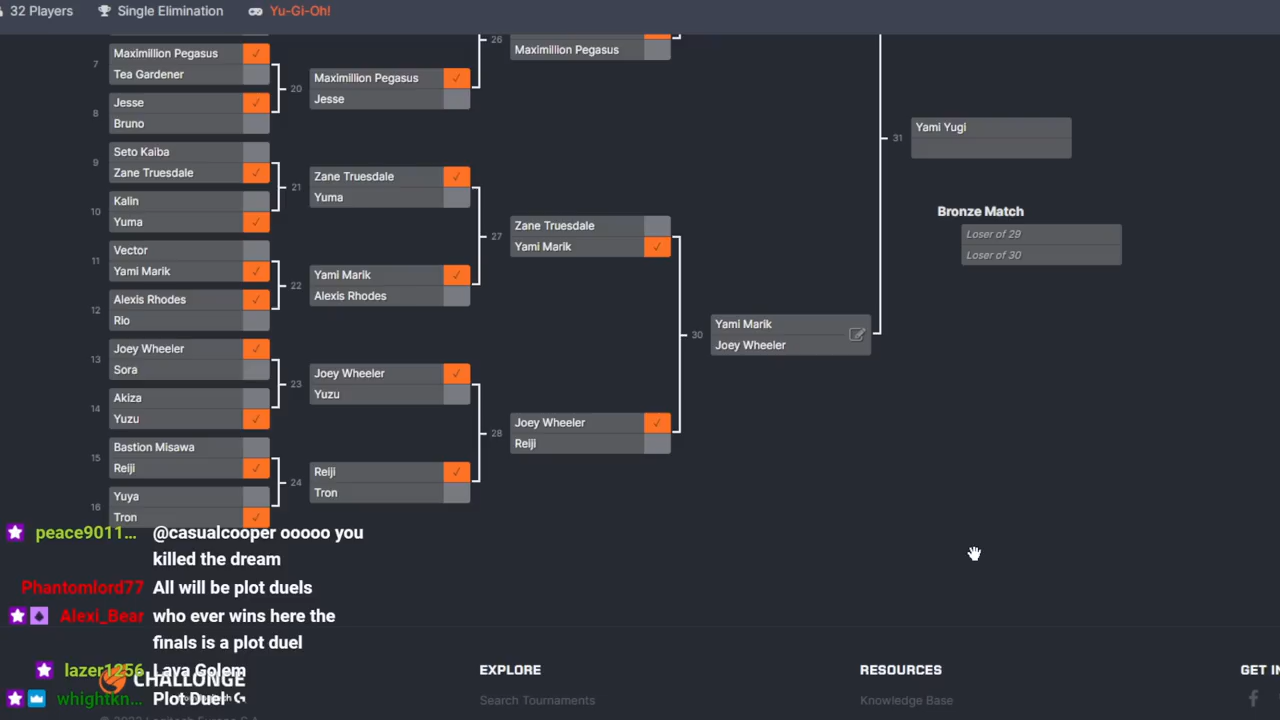 32 Players
Single Elimination
Yu-Gi-Oh!
7
Maximillion Pegasus
Tea Gardener
8
Jesse
Bruno
9
Seto Kaiba
Zane Truesdale
10
Kalin
Yuma
11
Vector
Yami Marik
12
Alexis Rhodes
Rio
13
Joey Wheeler
Sora
14
Akiza
Yuzu
15
Bastion Misawa
Reiji
16
Yuya
Tron
20
Maximillion Pegasus
Jesse
21
Zane Truesdale
Yuma
22
Yami Marik
Alexis Rhodes
23
Joey Wheeler
Yuzu
24
Reiji
Tron
26
Maximillion Pegasus
27
Zane Truesdale
Yami Marik
28
Joey Wheeler
Reiji
30
Yami Marik
Joey Wheeler
31
Yami Yugi
Bronze Match
Loser of 29
Loser of 30
peace9011... @casualcooper ooooo you
killed the dream
Phantomlord77 All will be plot duels
Alexi_Bear who ever wins here the
finals is a plot duel
lazer1256 Lava Golem
whightkn... Plot Duel
CHALLONGE
EXPLORE
Search Tournaments
RESOURCES
Knowledge Base
GET IN